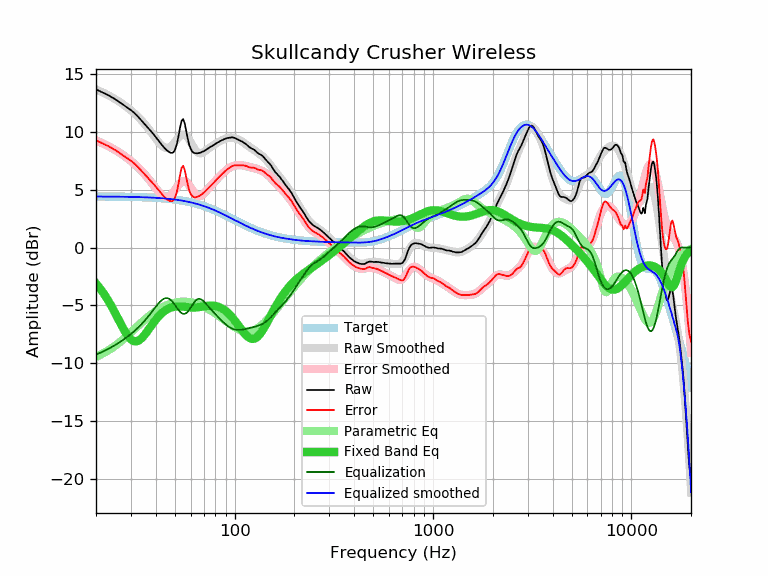 Skullcandy Crusher Wireless
Amplitude (dBr)
15
10
5
0
−5
−10
−15
−20
Target
Raw Smoothed
Error Smoothed
Raw
Error
Parametric Eq
Fixed Band Eq
Equalization
Equalized smoothed
100
1000
10000
Frequency (Hz)